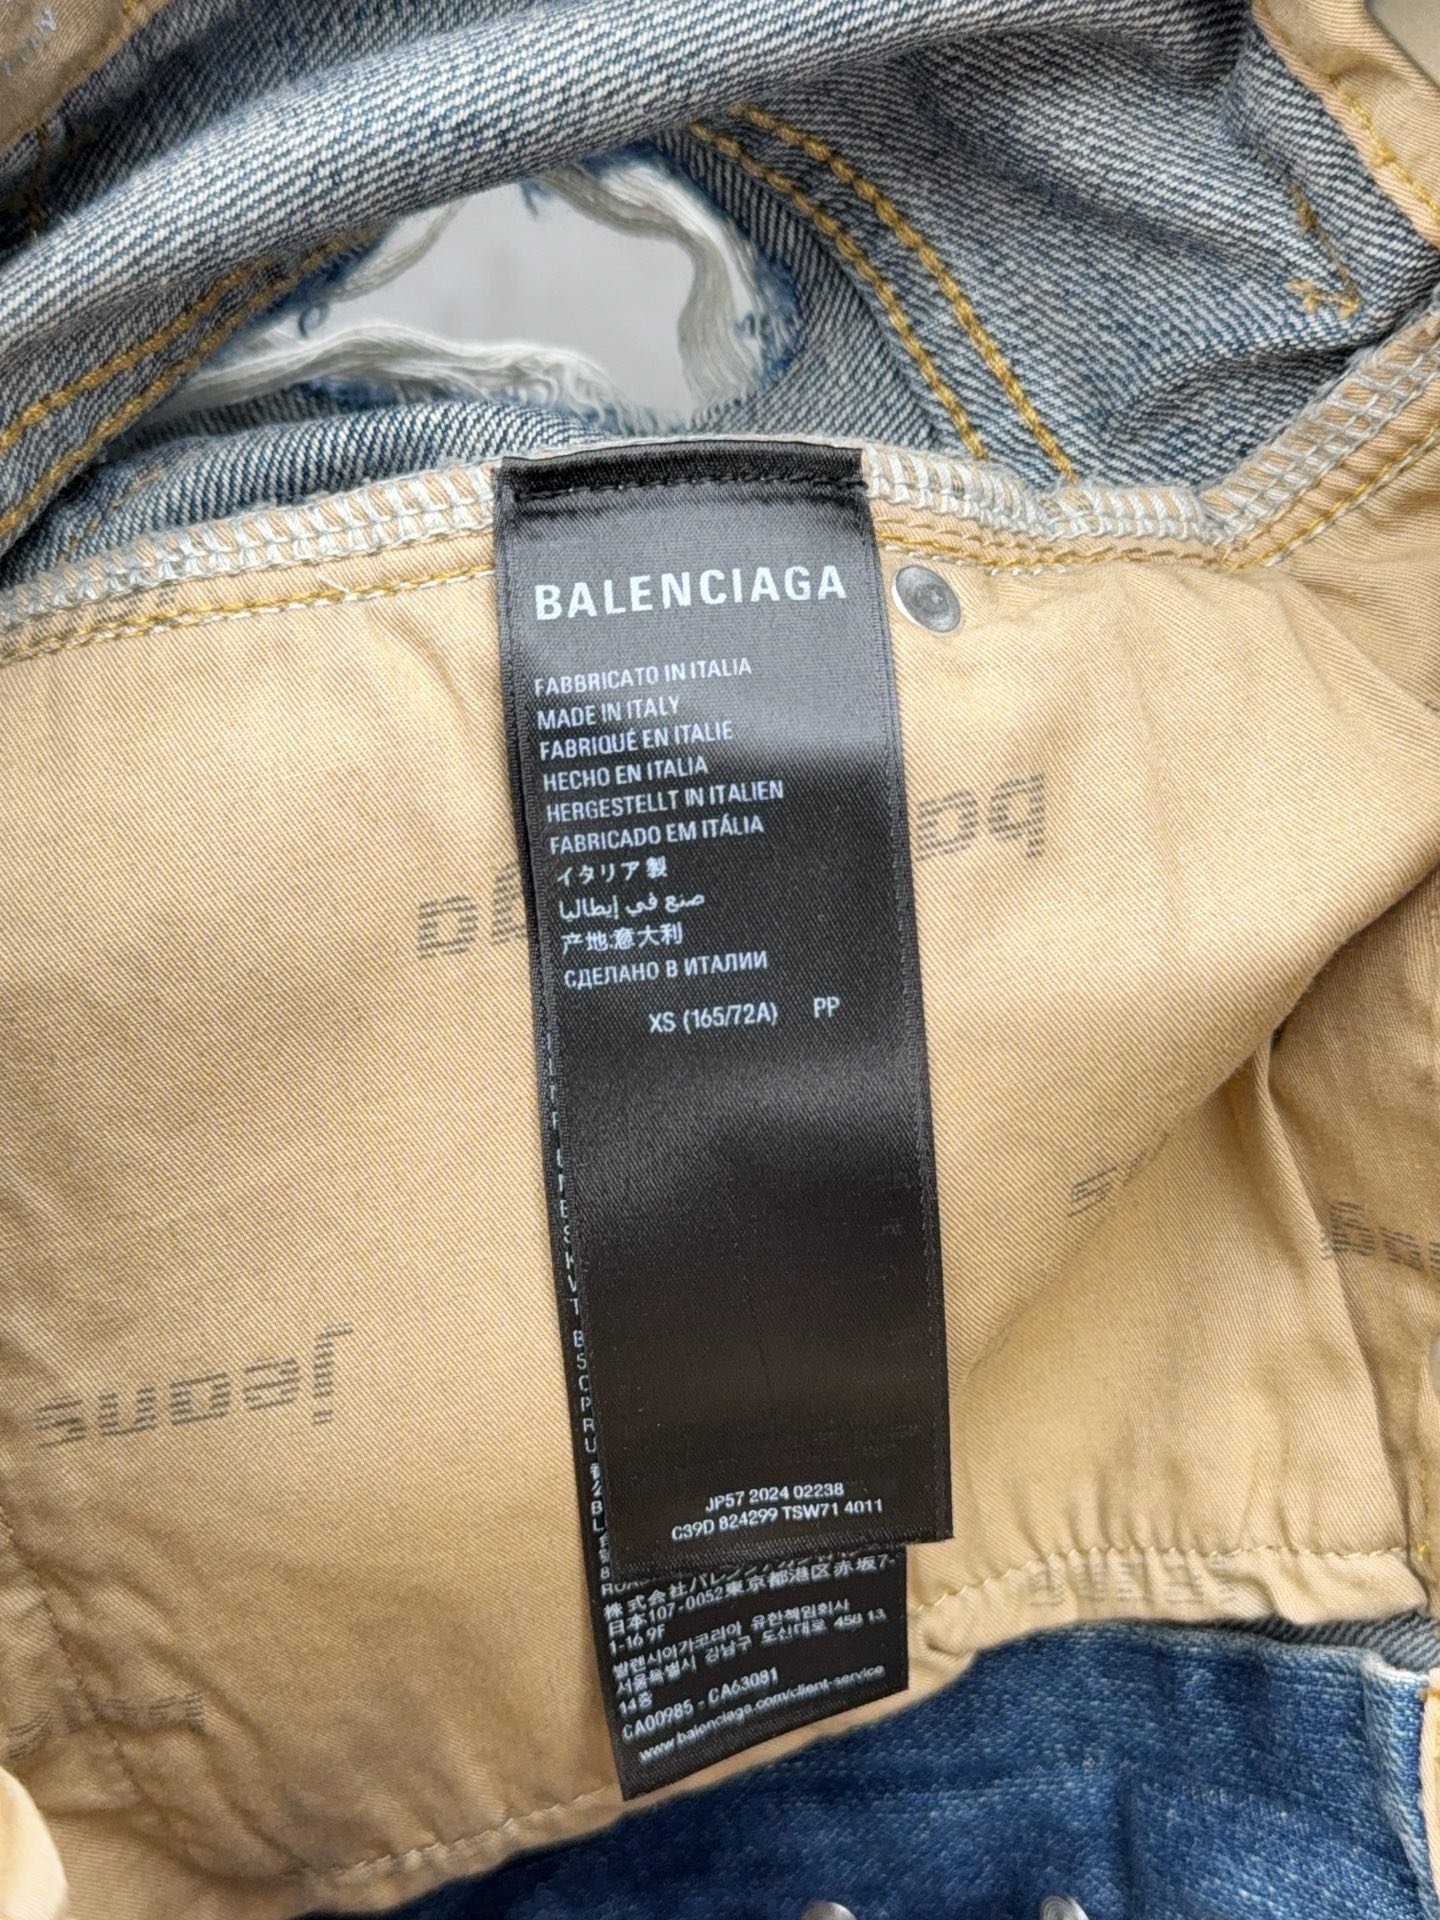 BALENCIAGA
FABBRICATO IN ITALIA
MADE IN ITALY
FABRIQUÉ EN ITALIE
HECHO EN ITALIA
HERGESTELLT IN ITALIEN
FABRICADO EM ITÁLIA
イタリア製
صنع في إيطاليا
产地:意大利
СДЕЛАНО В ИТАЛИИ
XS (165/72A) PP
JP57 2024 02238
C39D 824299 TSW71 4011
株式会社バレンシアガジャパン
日本107-0052東京都港区赤坂7-
1-16 9F
발렌시아가코리아 유한책임회사
서울특별시 강남구 도산대로 458 13,
14층
CA00985 - CA63081
www.balenciaga.com/client-service
Jeans